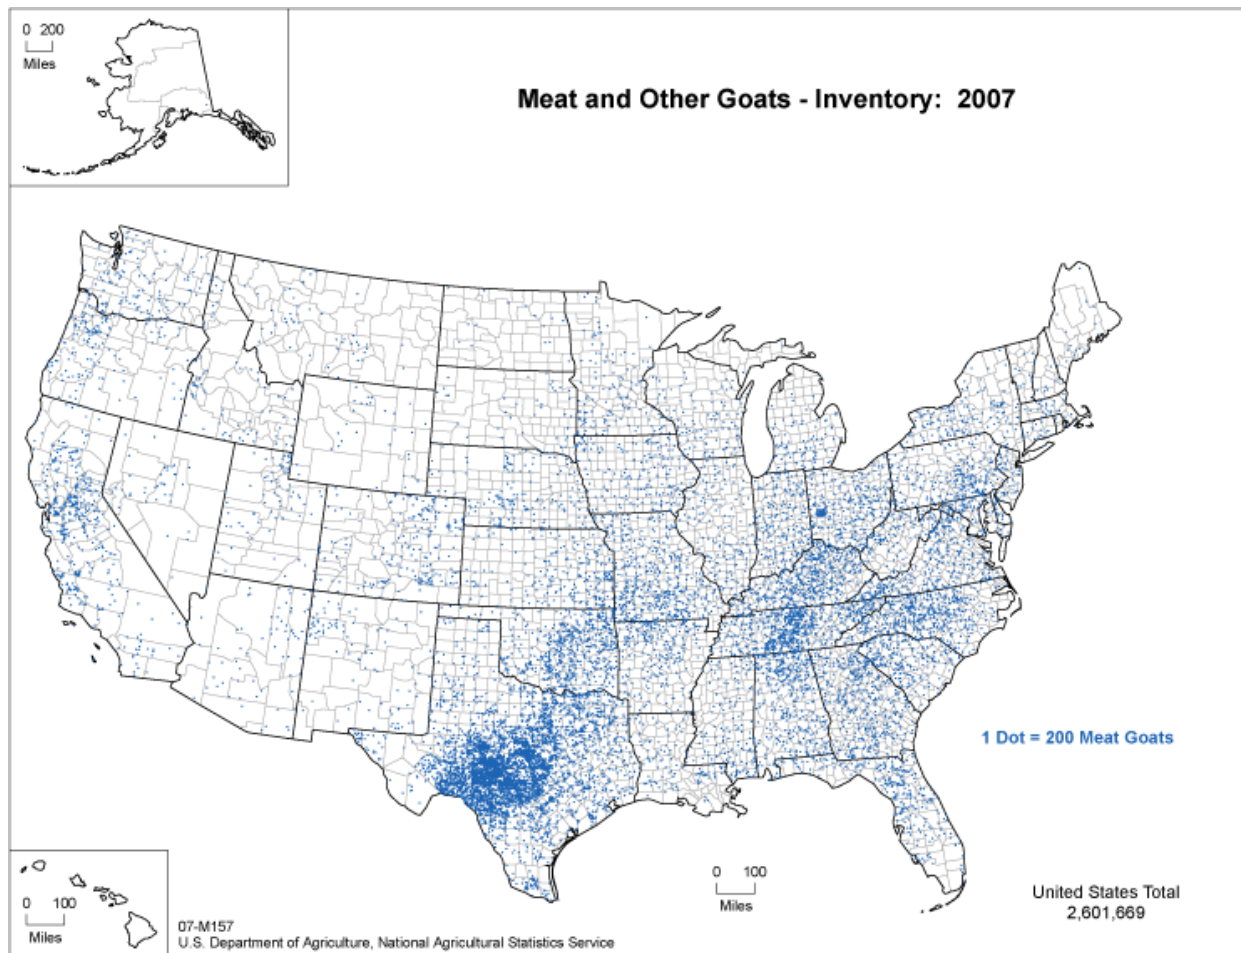 0 200
Miles
Meat and Other Goats - Inventory: 2007
1 Dot = 200 Meat Goats
0 100
Miles
0 100
Miles
United States Total
2,601,669
07-M157
U.S. Department of Agriculture, National Agricultural Statistics Service